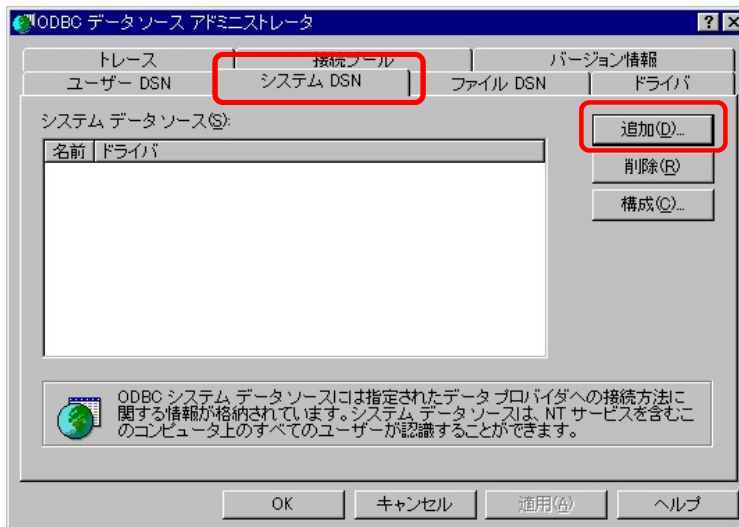 ODBC データ ソース アドミニストレータ
トレース 接続プール バージョン情報
ユーザー DSN システム DSN ファイル DSN ドライバ
システム データ ソース(S):
追加(D)...
名前 ドライバ
削除(R)
構成(C)...
ODBC システム データ ソースには指定されたデータ プロバイダへの接続方法に
関する情報が格納されています。システム データ ソースは、NT サービスを含むこ
のコンピュータ上のすべてのユーザーが認識することができます。
OK キャンセル 適用(A) ヘルプ